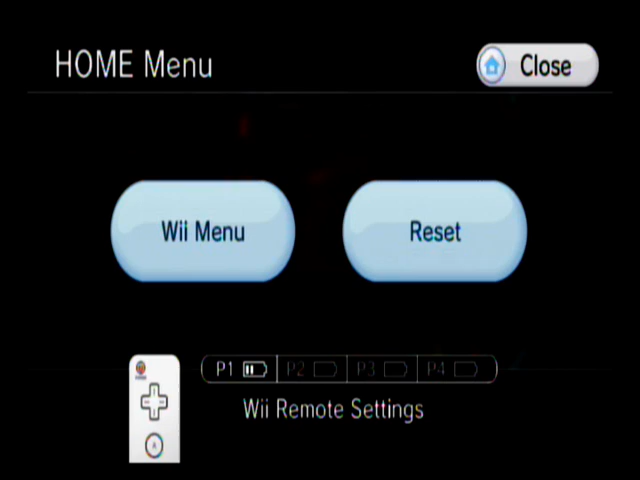 HOME Menu
Close
Wii Menu
Reset
P1 P2 P3 P4
Wii Remote Settings